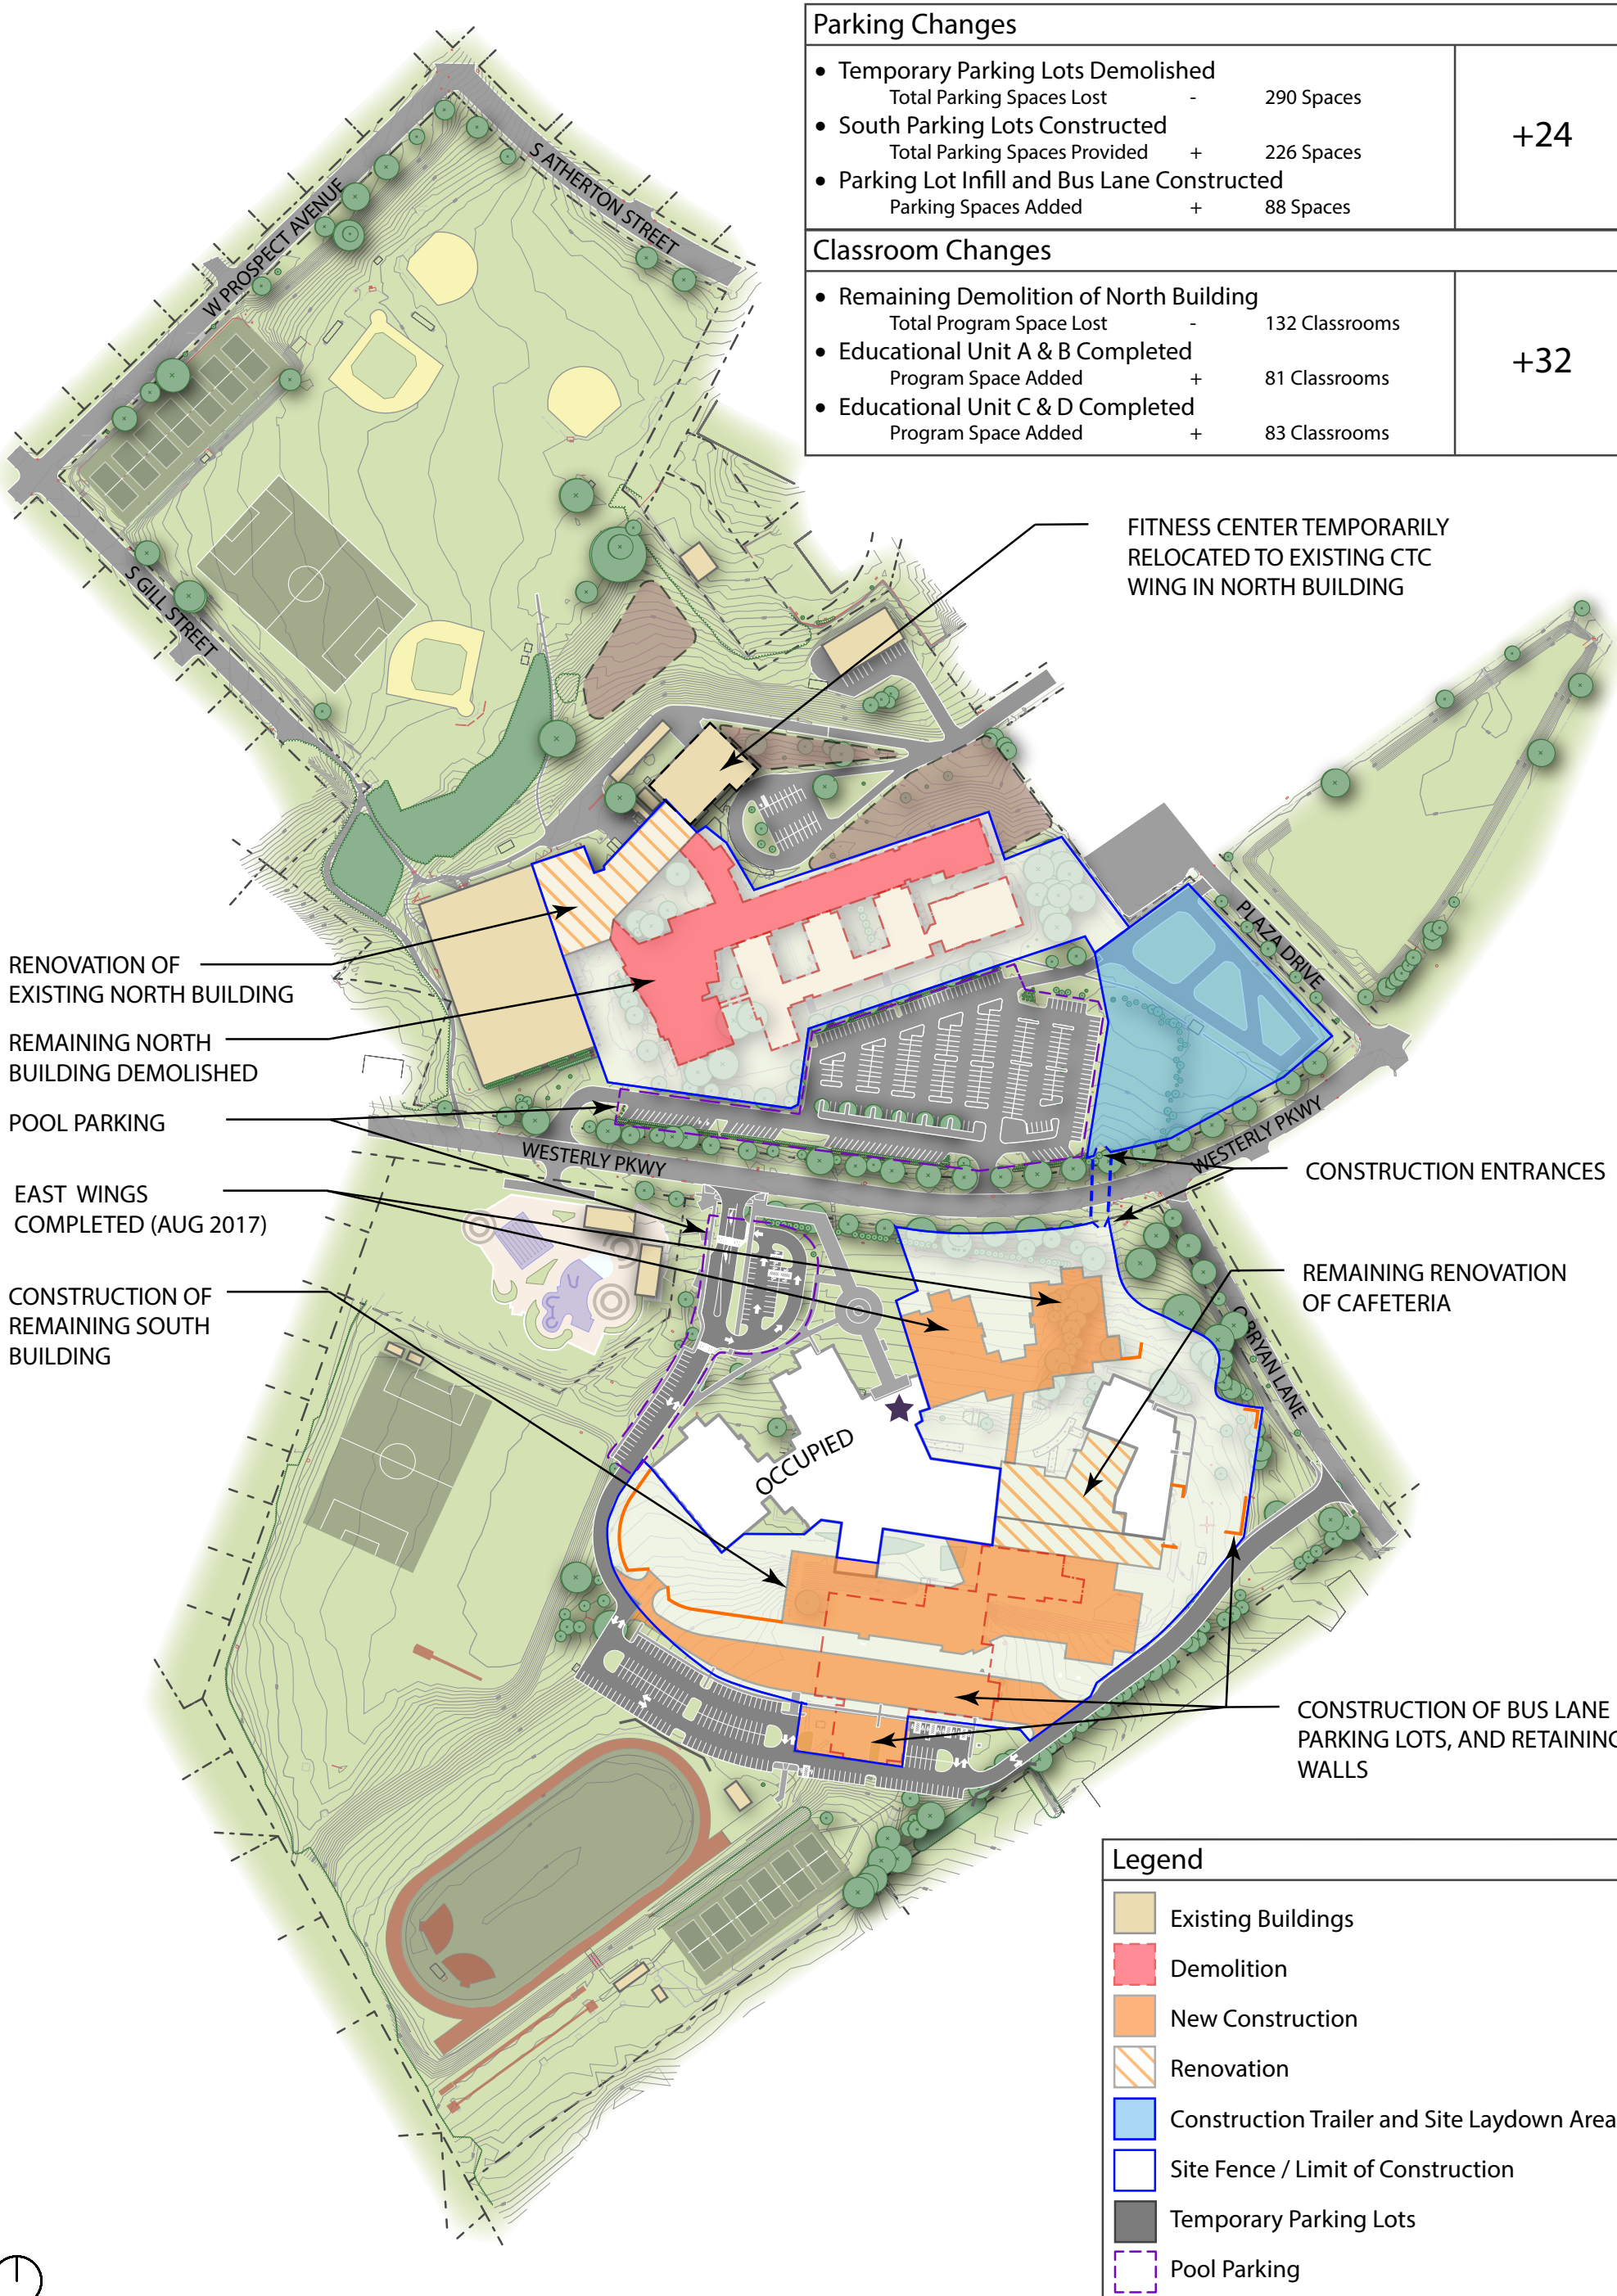 Parking Changes
• Temporary Parking Lots Demolished
Total Parking Spaces Lost - 290 Spaces
• South Parking Lots Constructed
Total Parking Spaces Provided + 226 Spaces
• Parking Lot Infill and Bus Lane Constructed
Parking Spaces Added + 88 Spaces
+24
Classroom Changes
• Remaining Demolition of North Building
Total Program Space Lost - 132 Classrooms
• Educational Unit A & B Completed
Program Space Added + 81 Classrooms
• Educational Unit C & D Completed
Program Space Added + 83 Classrooms
+32
S ATHERTON STREET
W PROSPECT AVENUE
S GILL STREET
FITNESS CENTER TEMPORARILY
RELOCATED TO EXISTING CTC
WING IN NORTH BUILDING
PLAZA DRIVE
RENOVATION OF
EXISTING NORTH BUILDING
REMAINING NORTH
BUILDING DEMOLISHED
POOL PARKING
WESTERLY PKWY
WESTERLY PKWY
CONSTRUCTION ENTRANCES
EAST WINGS
COMPLETED (AUG 2017)
CONSTRUCTION OF
REMAINING SOUTH
BUILDING
REMAINING RENOVATION
OF CAFETERIA
O BRYAN LANE
OCCUPIED
CONSTRUCTION OF BUS LANE
PARKING LOTS, AND RETAINING
WALLS
Legend
Existing Buildings
Demolition
New Construction
Renovation
Construction Trailer and Site Laydown Area
Site Fence / Limit of Construction
Temporary Parking Lots
Pool Parking